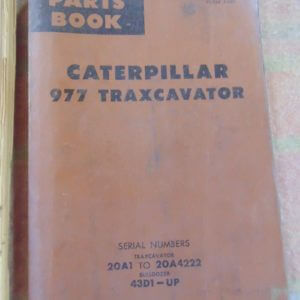 PARTS
BOOK
CATERPILLAR
977 TRAXCAVATOR
SERIAL NUMBERS
TRAXCAVATOR
20A1 TO 20A4222
BULLDOZER
43D1-UP